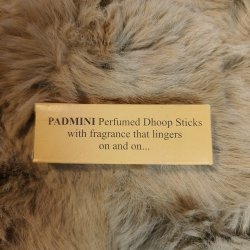 PADMINI Perfumed Dhoop Sticks
with fragrance that lingers
on and on...